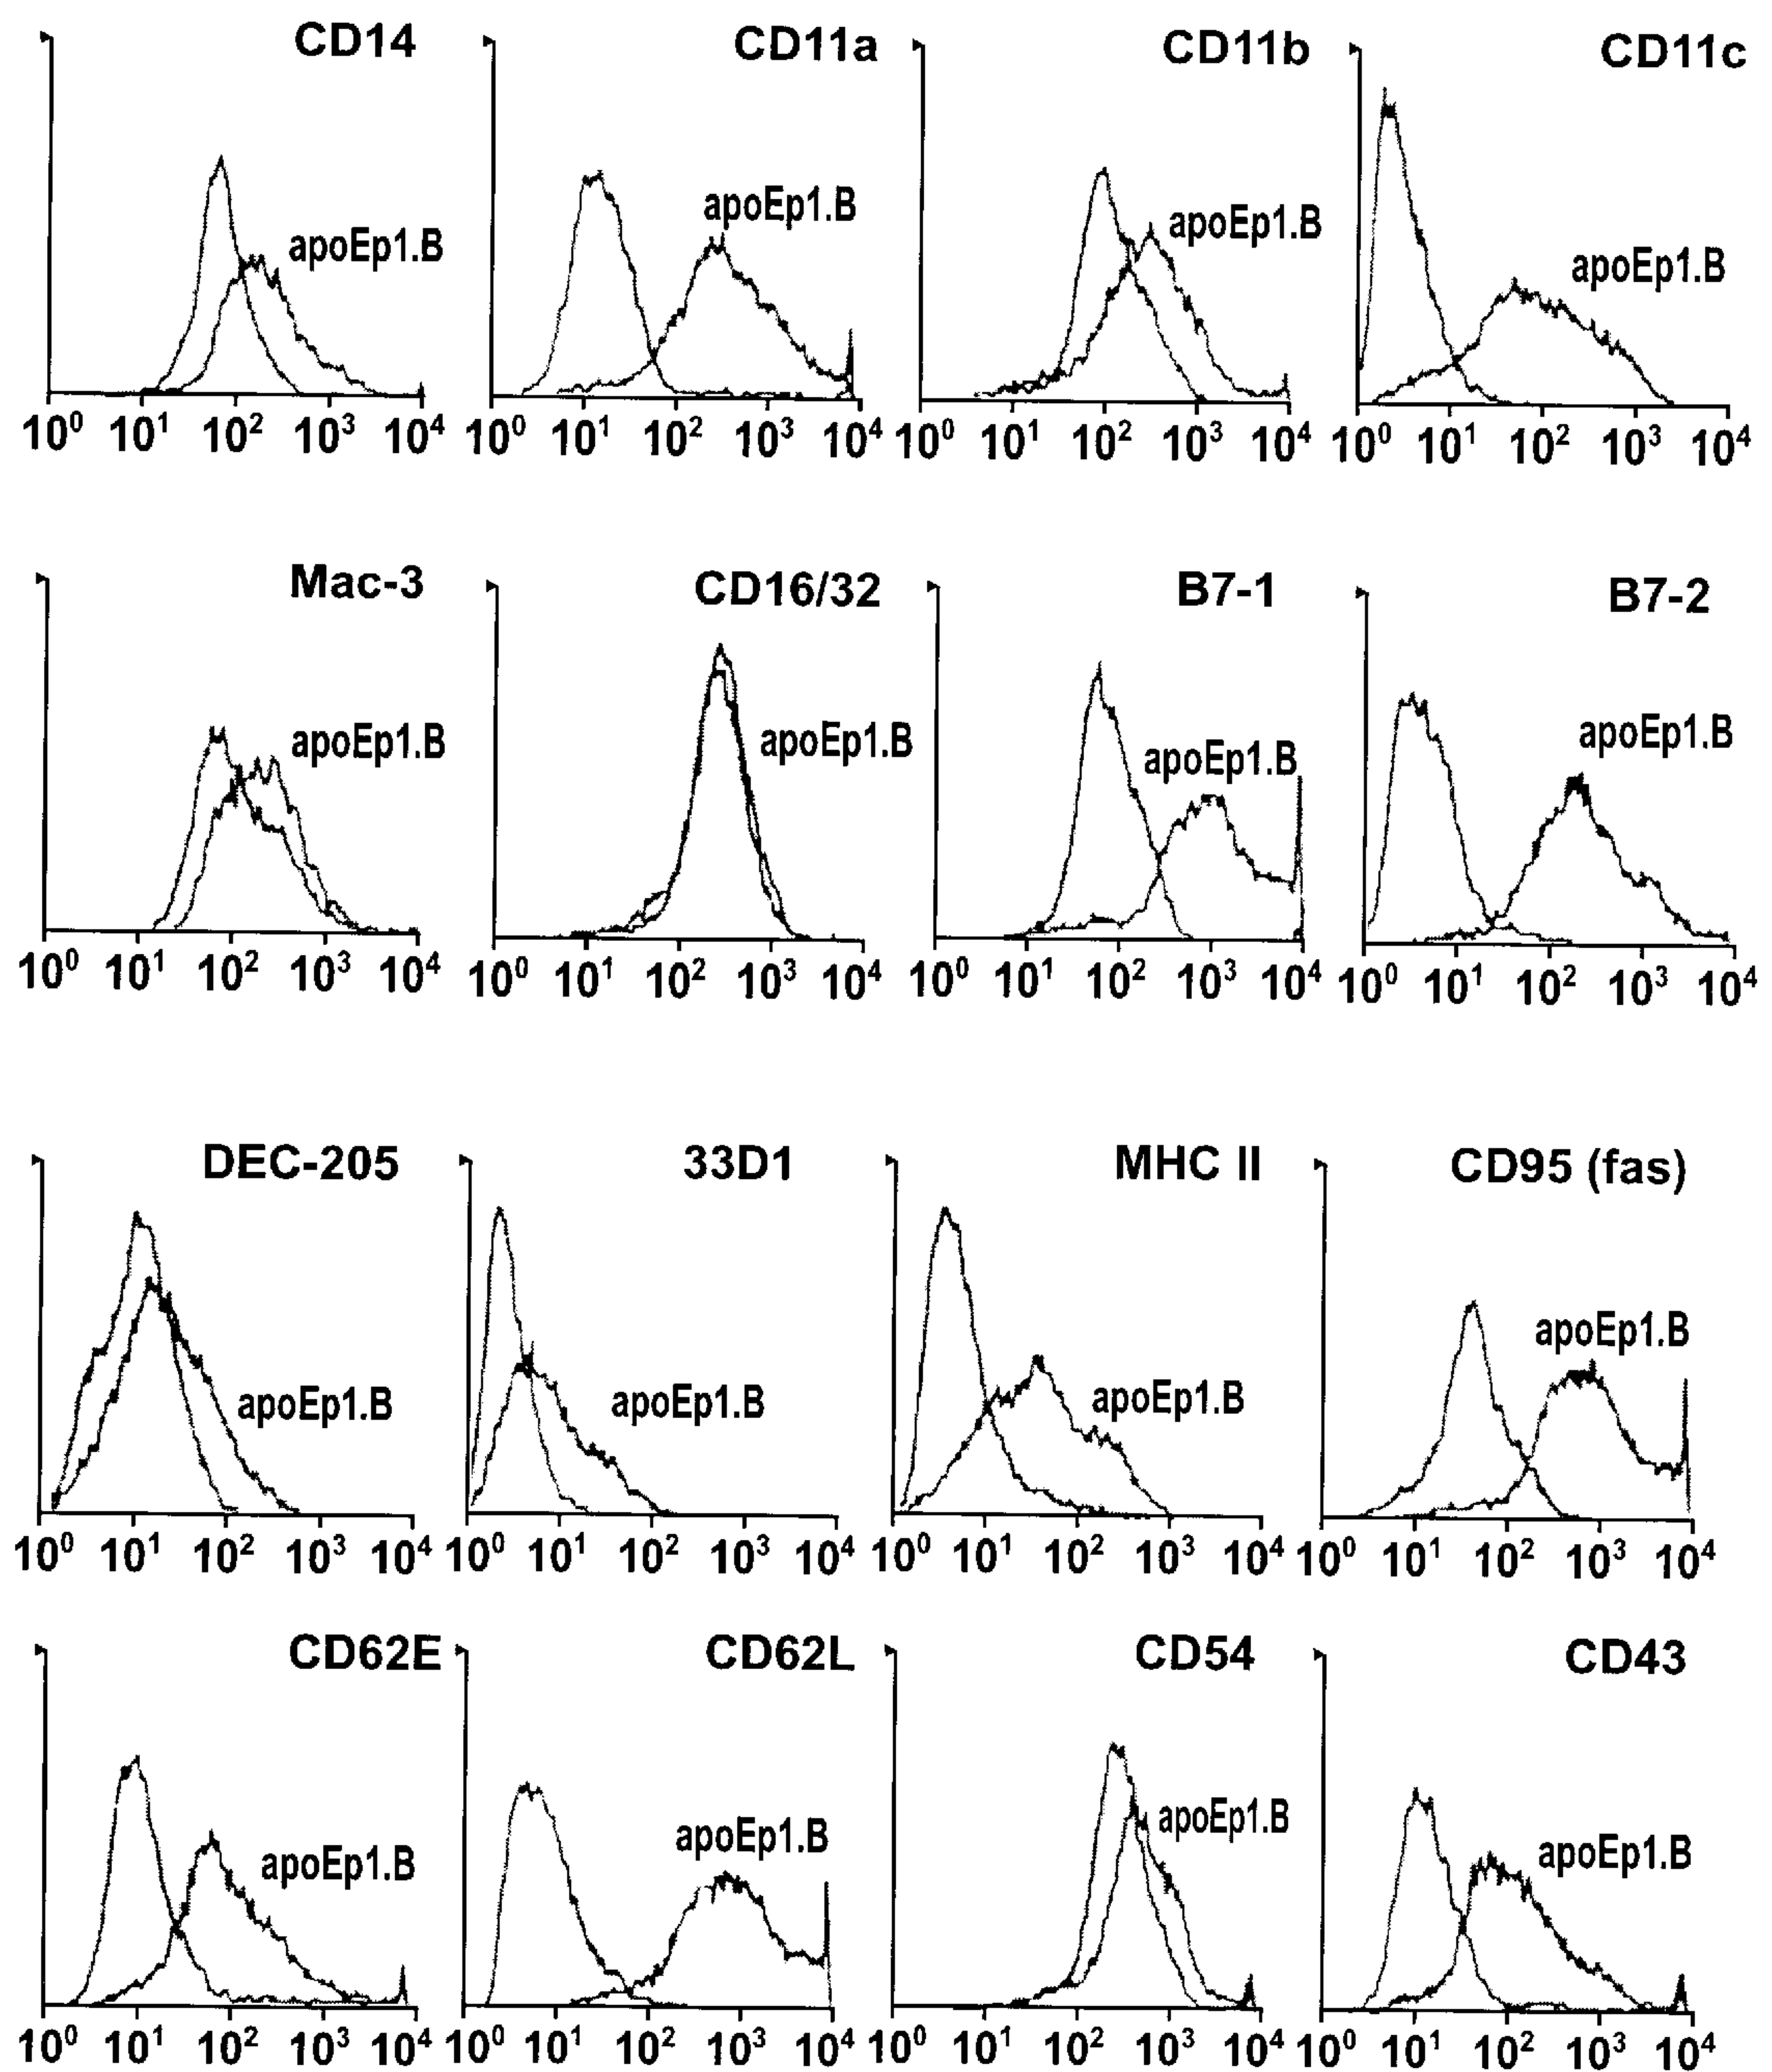 CD14 CD11a CD11b CD11c
apoEp1.B apoEp1.B apoEp1.B apoEp1.B
10⁰ 10¹ 10² 10³ 10⁴ 10⁰ 10¹ 10² 10³ 10⁴ 10⁰ 10¹ 10² 10³ 10⁴ 10⁰ 10¹ 10² 10³ 10⁴
Mac-3 CD16/32 B7-1 B7-2
apoEp1.B apoEp1.B apoEp1.B apoEp1.B
10⁰ 10¹ 10² 10³ 10⁴ 10⁰ 10¹ 10² 10³ 10⁴ 10⁰ 10¹ 10² 10³ 10⁴ 10⁰ 10¹ 10² 10³ 10⁴
DEC-205 33D1 MHC II CD95 (fas)
apoEp1.B apoEp1.B apoEp1.B apoEp1.B
10⁰ 10¹ 10² 10³ 10⁴ 10⁰ 10¹ 10² 10³ 10⁴ 10⁰ 10¹ 10² 10³ 10⁴ 10⁰ 10¹ 10² 10³ 10⁴
CD62E CD62L CD54 CD43
apoEp1.B apoEp1.B apoEp1.B apoEp1.B
10⁰ 10¹ 10² 10³ 10⁴ 10⁰ 10¹ 10² 10³ 10⁴ 10⁰ 10¹ 10² 10³ 10⁴ 10⁰ 10¹ 10² 10³ 10⁴